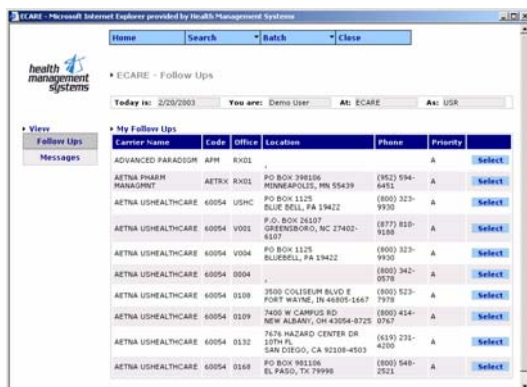 ECARE - Microsoft Internet Explorer provided by Health Management Systems
Home Search Batch Close
health
management
systems
ECARE - Follow Ups
Today is: 2/20/2003 You are: Demo User At: ECARE As: USR
View
Follow Ups
Messages
My Follow Ups
Carrier Name Code Office Location Phone Priority
ADVANCED PARADIGM APM RX01 , A Select
AETNA PHARM MANAGMNT AETRX RX01 PO BOX 398106 MINNEAPOLIS, MN 55439 (952) 594-6451 A Select
AETNA USHEALTHCARE 60054 USHC PO BOX 1125 BLUE BELL, PA 19422 (800) 323-9930 A Select
AETNA USHEALTHCARE 60054 V001 P.O. BOX 26107 GREENSBORO, NC 27402-6107 (877) 810-9188 A Select
AETNA USHEALTHCARE 60054 V004 PO BOX 1125 BLUEBELL, PA 19422 (800) 323-9930 A Select
AETNA USHEALTHCARE 60054 0004 , (800) 342-0578 A Select
AETNA USHEALTHCARE 60054 0108 3500 COLISEUM BLVD E FORT WAYNE, IN 46805-1667 (800) 523-7978 A Select
AETNA USHEALTHCARE 60054 0109 7400 W CAMPUS RD NEW ALBANY, OH 43054-8725 (800) 414-0767 A Select
AETNA USHEALTHCARE 60054 0132 7676 HAZARD CENTER DR 10TH FL SAN DIEGO, CA 92108-4503 (619) 231-4200 A Select
AETNA USHEALTHCARE 60054 0168 PO BOX 981106 EL PASO, TX 79998 (800) 548-2521 A Select